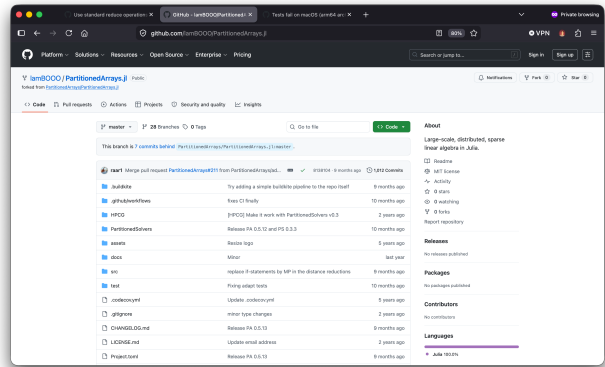 Use standard reduce operation
GitHub - IamBOOO/Partitioned
Tests fail on macOS (arm64 arc
Private browsing
github.com/IamBOOO/PartitionedArrays.jl
80%
VPN
Platform
Solutions
Resources
Open Source
Enterprise
Pricing
Search or jump to...
Sign in
Sign up
IamBOOO / PartitionedArrays.jl Public
forked from PartitionedArrays/PartitionedArrays.jl
Notifications
Fork 0
Star 0
Code
Pull requests
Actions
Projects
Security and quality
Insights
master
28 Branches
0 Tags
Go to file
Code
This branch is 7 commits behind PartitionedArrays/PartitionedArrays.jl:master .
raar1 Merge pull request PartitionedArrays#211 from PartitionedArrays/ad... 9 months ago 1,012 Commits
.buildkite Try adding a simple buildkite pipeline to the repo itself 9 months ago
.github/workflows fixes CI finally 10 months ago
HPCG [HPCG] Make it work with PartitionedSolvers v0.3 2 years ago
PartitionedSolvers Release PA 0.5.12 and PS 0.3.3 10 months ago
assets Resize logo 5 years ago
docs Minor last year
src replace if-statements by MP in the distance reductions 9 months ago
test Fixing adapt tests 10 months ago
.codecov.yml Update .codecov.yml 5 years ago
.gitignore minor type changes 2 years ago
CHANGELOG.md Release PA 0.5.13 9 months ago
LICENSE.md Update email address 2 years ago
Project.toml Release PA 0.5.13 9 months ago
About
Large-scale, distributed, sparse
linear algebra in Julia.
Readme
MIT license
Activity
0 stars
0 watching
0 forks
Report repository
Releases
No releases published
Packages
No packages published
Contributors
No contributors
Languages
Julia 100.0%